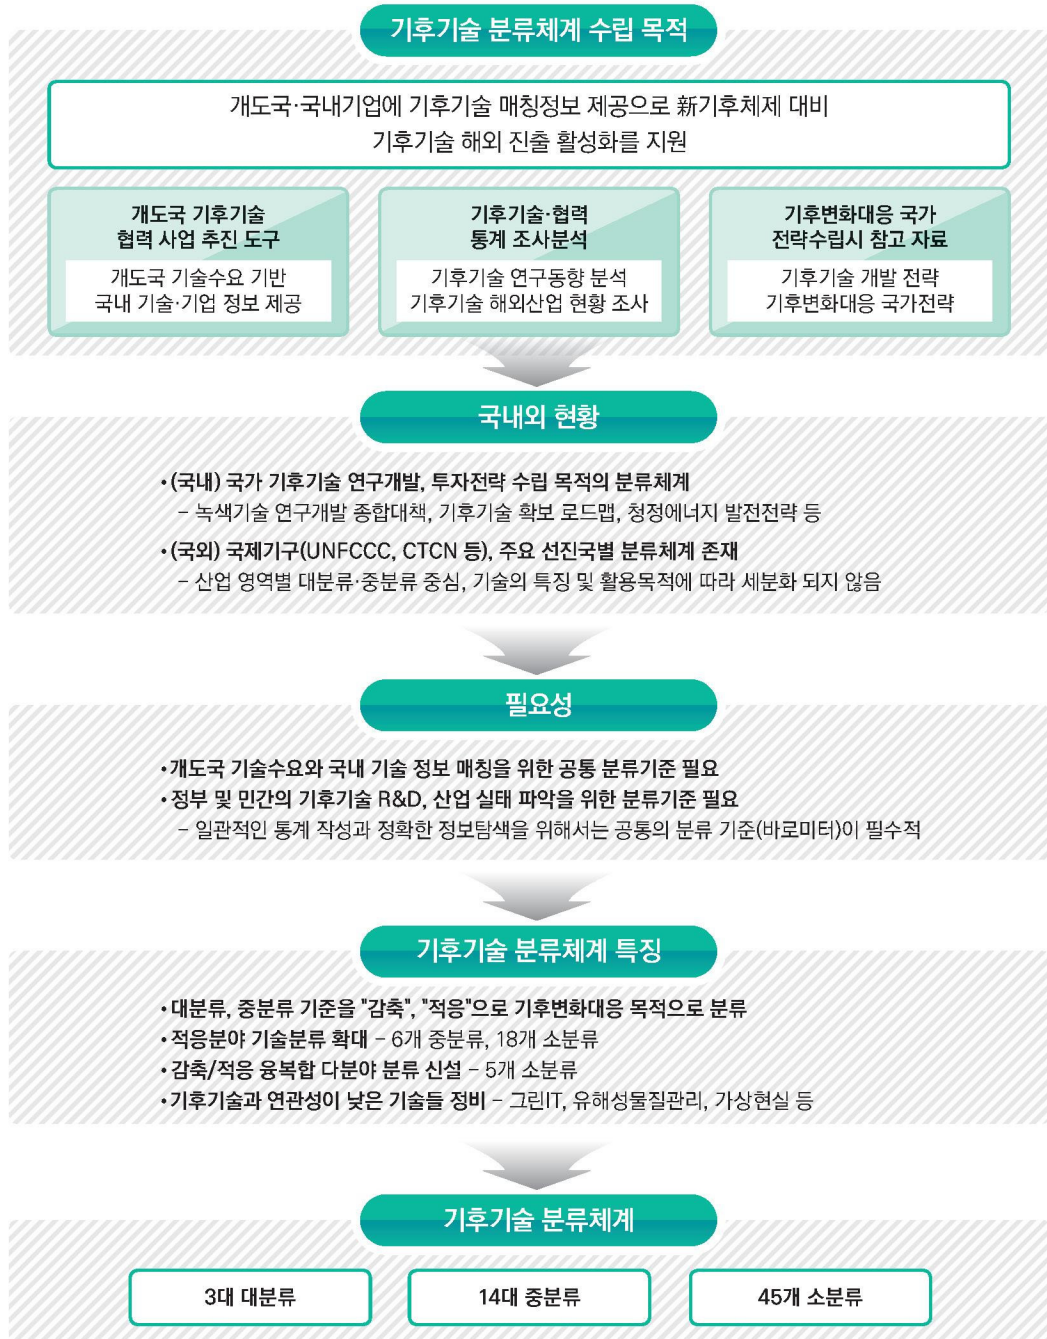 기후기술 분류체계 수립 목적
개도국·국내기업에 기후기술 매칭정보 제공으로 新기후체제 대비
기후기술 해외 진출 활성화를 지원
개도국 기후기술
협력 사업 추진 도구
개도국 기술수요 기반
국내 기술·기업 정보 제공
기후기술·협력
통계 조사분석
기후기술 연구동향 분석
기후기술 해외산업 현황 조사
기후변화대응 국가
전략수립시 참고 자료
기후기술 개발 전략
기후변화대응 국가전략
국내외 현황
•(국내) 국가 기후기술 연구개발, 투자전략 수립 목적의 분류체계
– 녹색기술 연구개발 종합대책, 기후기술 확보 로드맵, 청정에너지 발전전략 등
•(국외) 국제기구(UNFCCC, CTCN 등), 주요 선진국별 분류체계 존재
– 산업 영역별 대분류·중분류 중심, 기술의 특징 및 활용목적에 따라 세분화 되지 않음
필요성
•개도국 기술수요와 국내 기술 정보 매칭을 위한 공통 분류기준 필요
•정부 및 민간의 기후기술 R&D, 산업 실태 파악을 위한 분류기준 필요
– 일관적인 통계 작성과 정확한 정보탐색을 위해서는 공통의 분류 기준(바로미터)이 필수적
기후기술 분류체계 특징
•대분류, 중분류 기준을 "감축", "적응"으로 기후변화대응 목적으로 분류
•적응분야 기술분류 확대 – 6개 중분류, 18개 소분류
•감축/적응 융복합 다분야 분류 신설 – 5개 소분류
•기후기술과 연관성이 낮은 기술들 정비 – 그린IT, 유해성물질관리, 가상현실 등
기후기술 분류체계
3대 대분류
14대 중분류
45개 소분류